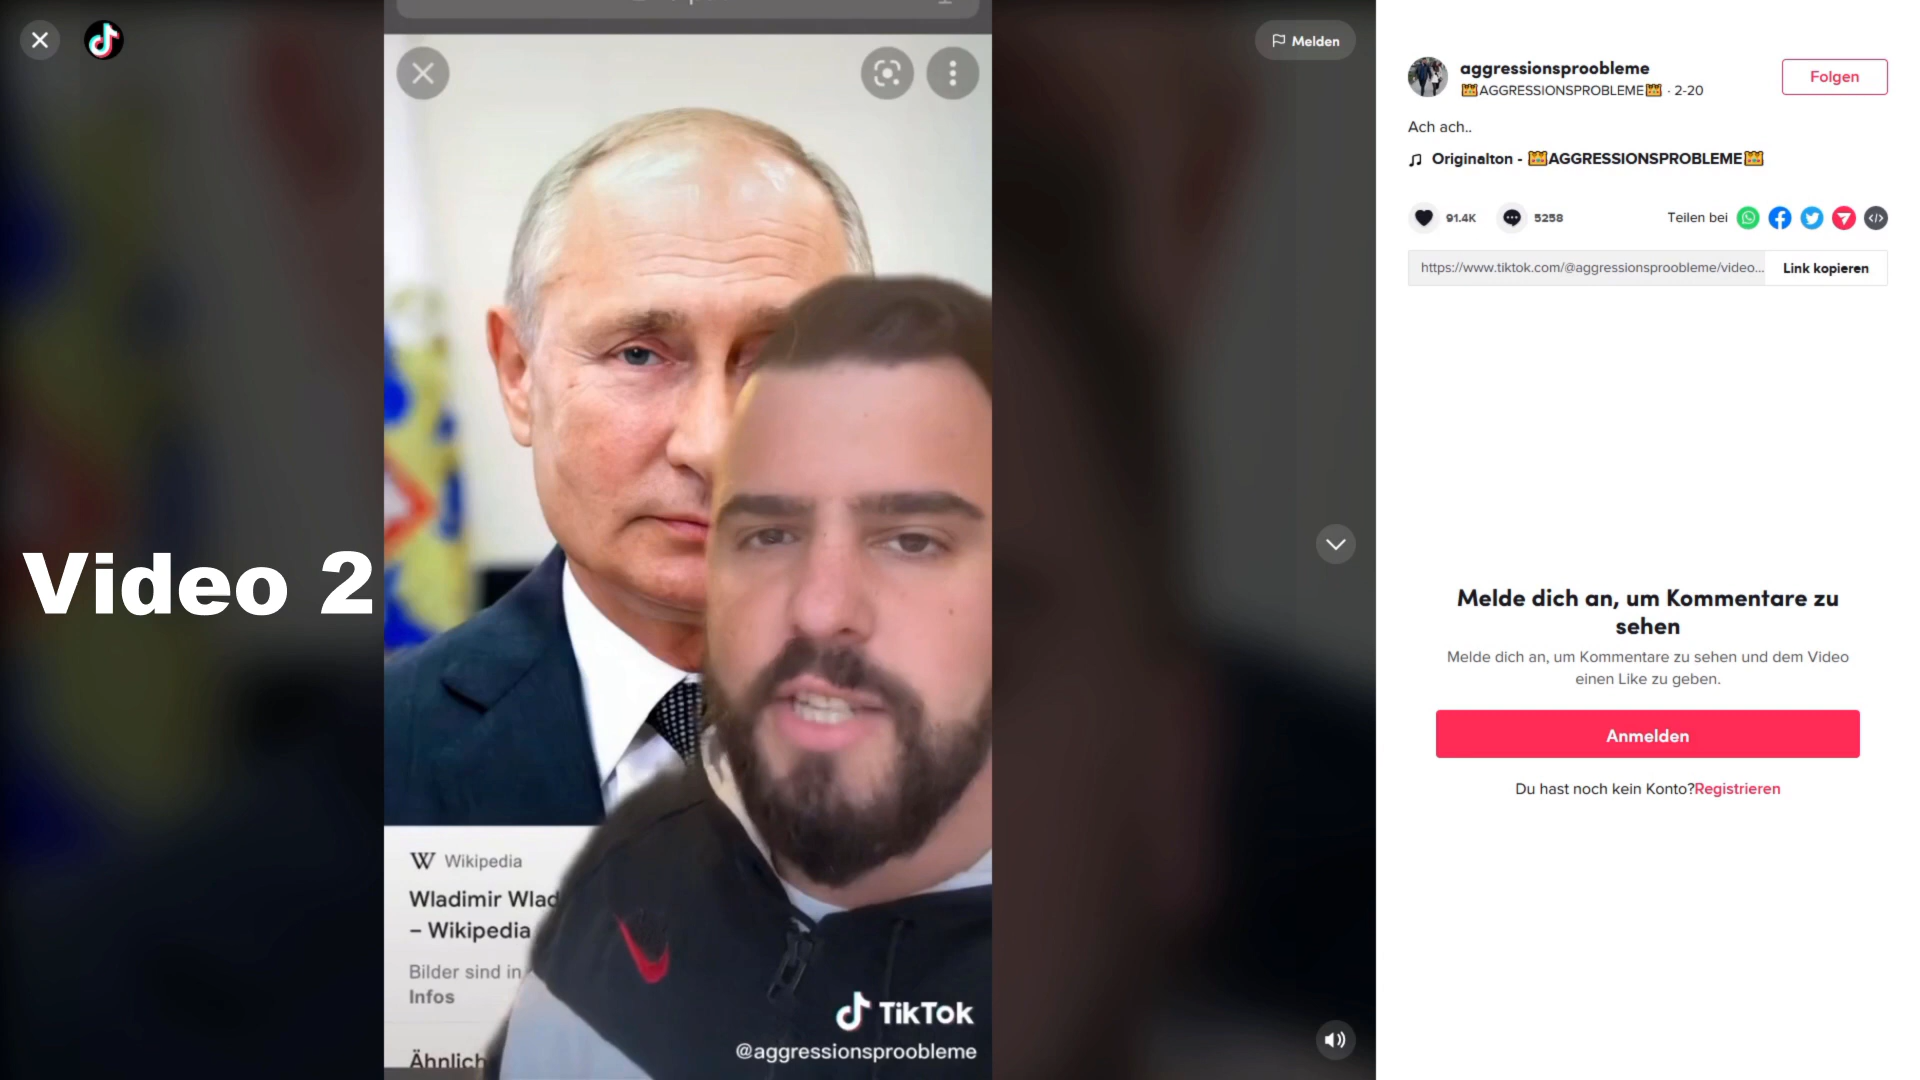 Melden
Video 2
W Wikipedia
Wladimir Wlad
– Wikipedia
Bilder sind in
Infos
Ähnlich
TikTok
@aggressionsproobleme
aggressionsproobleme
AGGRESSIONSPROBLEME · 2-20
Folgen
Ach ach..
Originalton - AGGRESSIONSPROBLEME
91.4K
5258
Teilen bei
https://www.tiktok.com/@aggressionsproobleme/video...
Link kopieren
Melde dich an, um Kommentare zu
sehen
Melde dich an, um Kommentare zu sehen und dem Video
einen Like zu geben.
Anmelden
Du hast noch kein Konto?Registrieren